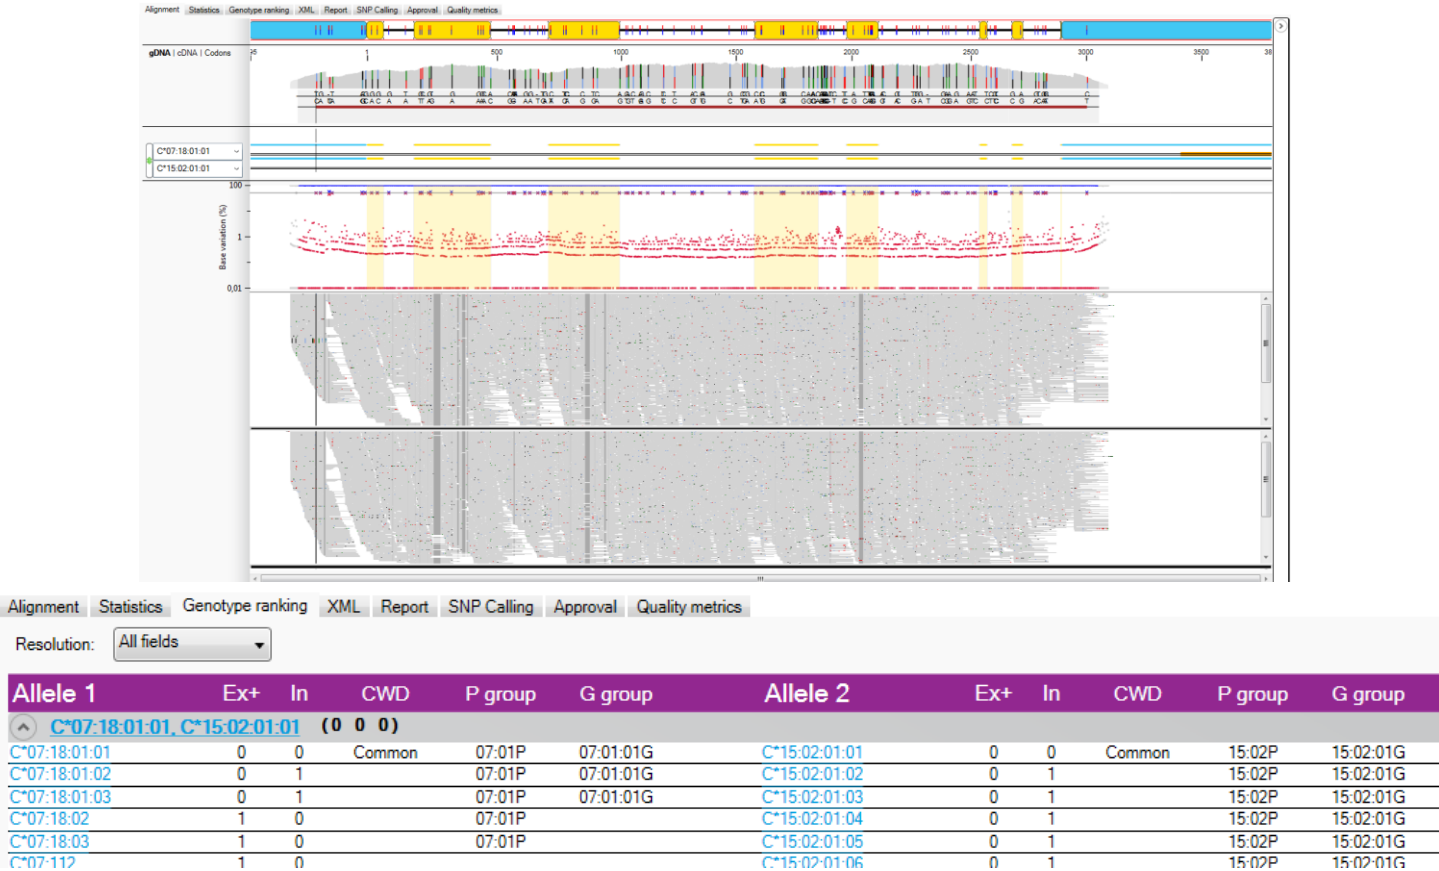 Alignment Statistics Genotype ranking XML Report SNP Calling Approval Quality metrics
gDNA | cDNA | Codons
1 500 1000 1500 2000 2500 3000 3500
C*07:18:01:01
C*15:02:01:01
100
1
0,01
Base variation (%)
Alignment Statistics Genotype ranking XML Report SNP Calling Approval Quality metrics
Resolution: All fields
Allele 1 Ex+ In CWD P group G group Allele 2 Ex+ In CWD P group G group
C*07:18:01:01, C*15:02:01:01 (0 0 0)
C*07:18:01:01 0 0 Common 07:01P 07:01:01G C*15:02:01:01 0 0 Common 15:02P 15:02:01G
C*07:18:01:02 0 1 07:01P 07:01:01G C*15:02:01:02 0 1 15:02P 15:02:01G
C*07:18:01:03 0 1 07:01P 07:01:01G C*15:02:01:03 0 1 15:02P 15:02:01G
C*07:18:02 1 0 07:01P C*15:02:01:04 0 1 15:02P 15:02:01G
C*07:18:03 1 0 07:01P C*15:02:01:05 0 1 15:02P 15:02:01G
C*07:112 1 0 C*15:02:01:06 0 1 15:02P 15:02:01G